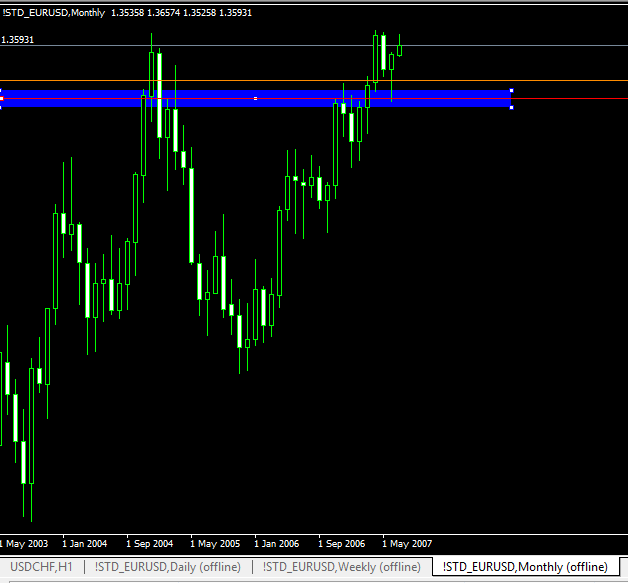 !STD_EURUSD,Monthly 1.35358 1.36574 1.35258 1.35931
1.35931
1 May 2003 1 Jan 2004 1 Sep 2004 1 May 2005 1 Jan 2006 1 Sep 2006 1 May 2007
USDCHF,H1 | !STD_EURUSD,Daily (offline) | !STD_EURUSD,Weekly (offline) !STD_EURUSD,Monthly (offline)